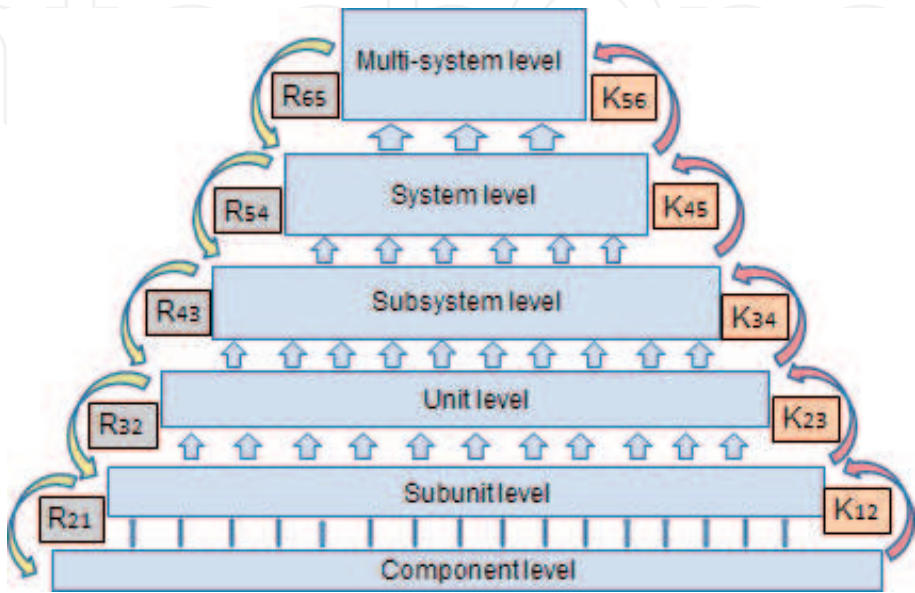 Multi-system level
R65
K56
System level
R54
K45
Subsystem level
R43
K34
Unit level
R32
K23
Subunit level
R21
K12
Component level